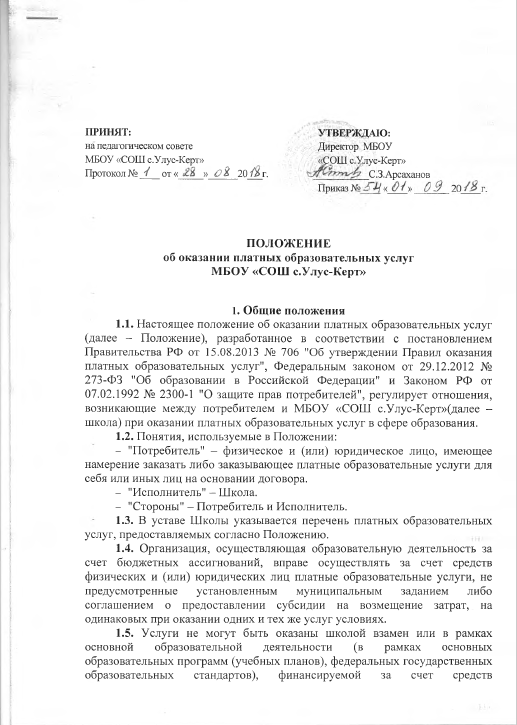 ПРИНЯТ:
на педагогическом совете
МБОУ «СОШ с.Улус-Керт»
Протокол № 1 от « 28 » 08 2018г.
УТВЕРЖДАЮ:
Директор МБОУ
«СОШ с.Улус-Керт»
С.З.Арсаханов
Приказ № 54 « 01 » 09 2018 г.
ПОЛОЖЕНИЕ
об оказании платных образовательных услуг
МБОУ «СОШ с.Улус-Керт»
1. Общие положения
1.1. Настоящее положение об оказании платных образовательных услуг
(далее – Положение), разработанное в соответствии с постановлением
Правительства РФ от 15.08.2013 № 706 "Об утверждении Правил оказания
платных образовательных услуг", Федеральным законом от 29.12.2012 №
273-ФЗ "Об образовании в Российской Федерации" и Законом РФ от
07.02.1992 № 2300-1 "О защите прав потребителей", регулирует отношения,
возникающие между потребителем и МБОУ «СОШ с.Улус-Керт»(далее –
школа) при оказании платных образовательных услуг в сфере образования.
1.2. Понятия, используемые в Положении:
– "Потребитель" – физическое и (или) юридическое лицо, имеющее
намерение заказать либо заказывающее платные образовательные услуги для
себя или иных лиц на основании договора.
– "Исполнитель" – Школа.
– "Стороны" – Потребитель и Исполнитель.
1.3. В уставе Школы указывается перечень платных образовательных
услуг, предоставляемых согласно Положению.
1.4. Организация, осуществляющая образовательную деятельность за
счет бюджетных ассигнований, вправе осуществлять за счет средств
физических и (или) юридических лиц платные образовательные услуги, не
предусмотренные установленным муниципальным заданием либо
соглашением о предоставлении субсидии на возмещение затрат, на
одинаковых при оказании одних и тех же услуг условиях.
1.5. Услуги не могут быть оказаны школой взамен или в рамках
основной образовательной деятельности (в рамках основных
образовательных программ (учебных планов), федеральных государственных
образовательных стандартов), финансируемой за счет средств